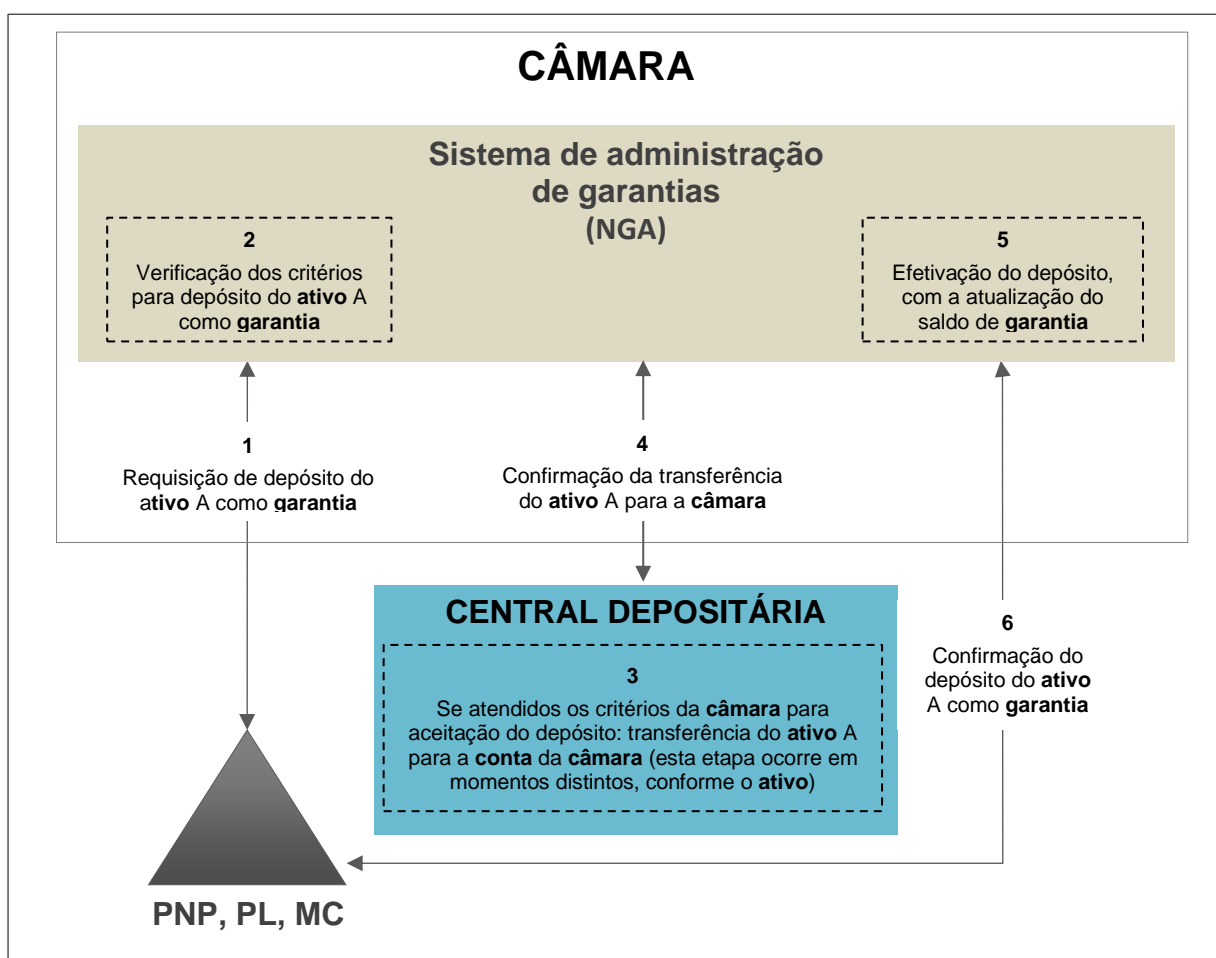 CÂMARA
Sistema de administração
de garantias
(NGA)
2
Verificação dos critérios
para depósito do ativo A
como garantia
5
Efetivação do depósito,
com a atualização do
saldo de garantia
1
Requisição de depósito do
ativo A como garantia
4
Confirmação da transferência
do ativo A para a câmara
CENTRAL DEPOSITÁRIA
3
Se atendidos os critérios da câmara para
aceitação do depósito: transferência do ativo A
para a conta da câmara (esta etapa ocorre em
momentos distintos, conforme o ativo)
6
Confirmação do
depósito do ativo
A como garantia
PNP, PL, MC